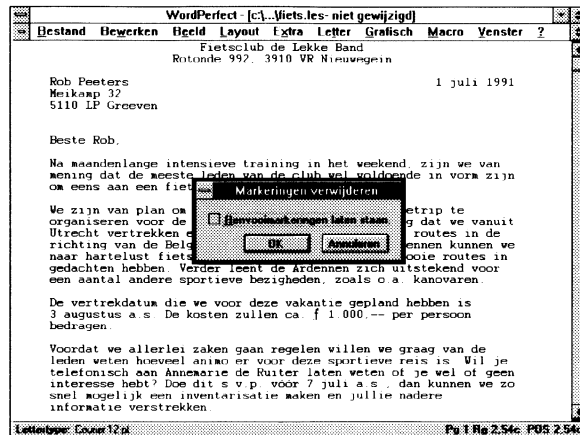 WordPerfect - [c:\...\fiets.les- niet gewijzigd]
Bestand Bewerken Beeld Layout Extra Letter Grafisch Macro Venster ?
Fietsclub de Lekke Band
Rotonde 992, 3910 VR Nieuwegein
Rob Peeters 1 juli 1991
Meikamp 32
5110 LP Greeven
Beste Rob,
Na maandenlange intensieve training in het weekend, zijn we van
mening dat de meeste leden van de club wel voldoende in vorm zijn
om eens aan een fiet
Markeringen verwijderen
We zijn van plan om etrip te
organiseren voor de g dat we vanuit
Aanvooimarkeringen laten staan
Utrecht vertrekken e routes in de
richting van de Belg ennen kunnen we
OK Annuleren
naar hartelust fiets ooie routes in
gedachten hebben. Verder leent de Ardennen zich uitstekend voor
een aantal andere sportieve bezigheden, zoals o.a. kanovaren.
De vertrekdatum die we voor deze vakantie gepland hebben is
3 augustus a.s. De kosten zullen ca. ƒ 1.000,-- per persoon
bedragen.
Voordat we allerlei zaken gaan regelen willen we graag van de
leden weten hoeveel animo er voor deze sportieve reis is. Wil je
telefonisch aan Annemarie de Ruiter laten weten of je wel of geen
interesse hebt? Doe dit s.v.p. vóór 7 juli a.s., dan kunnen we zo
snel mogelijk een inventarisatie maken en jullie nadere
informatie verstrekken.
Lettertype: Courier 12 pt Pg 1 Rg 2,54c POS 2,54